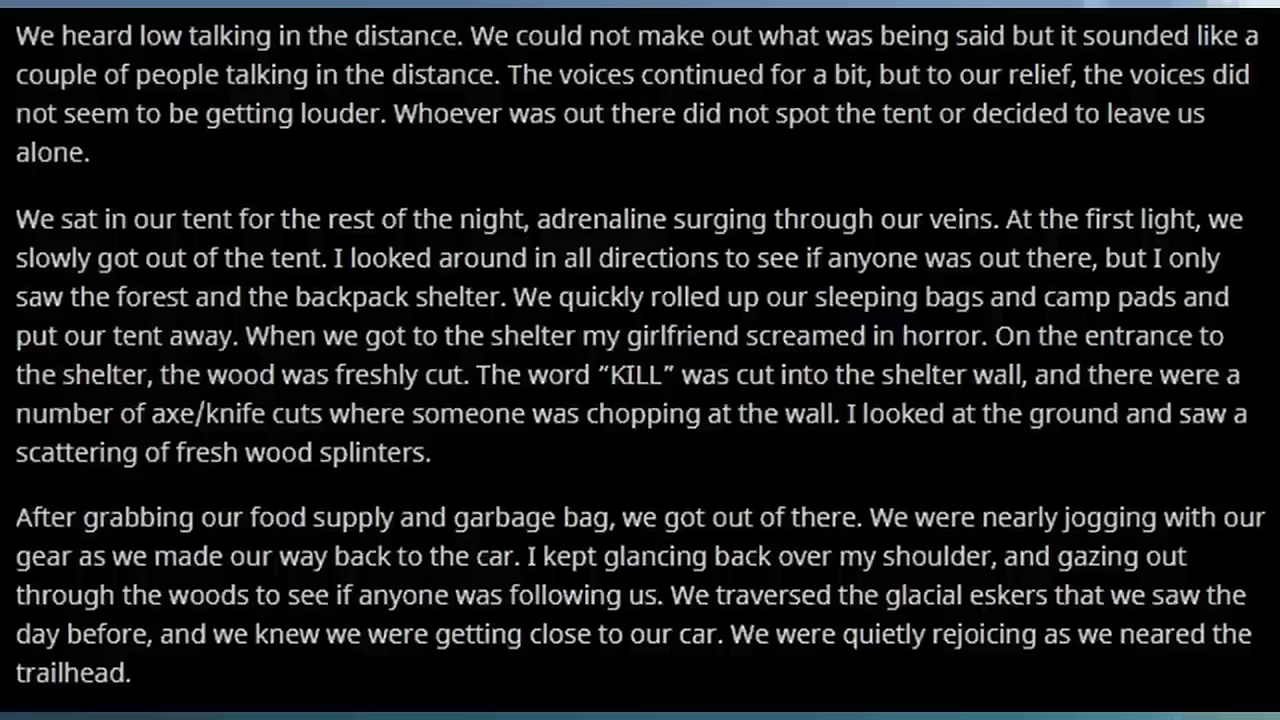 We heard low talking in the distance. We could not make out what was being said but it sounded like a
couple of people talking in the distance. The voices continued for a bit, but to our relief, the voices did
not seem to be getting louder. Whoever was out there did not spot the tent or decided to leave us
alone.
We sat in our tent for the rest of the night, adrenaline surging through our veins. At the first light, we
slowly got out of the tent. I looked around in all directions to see if anyone was out there, but I only
saw the forest and the backpack shelter. We quickly rolled up our sleeping bags and camp pads and
put our tent away. When we got to the shelter my girlfriend screamed in horror. On the entrance to
the shelter, the wood was freshly cut. The word “KILL” was cut into the shelter wall, and there were a
number of axe/knife cuts where someone was chopping at the wall. I looked at the ground and saw a
scattering of fresh wood splinters.
After grabbing our food supply and garbage bag, we got out of there. We were nearly jogging with our
gear as we made our way back to the car. I kept glancing back over my shoulder, and gazing out
through the woods to see if anyone was following us. We traversed the glacial eskers that we saw the
day before, and we knew we were getting close to our car. We were quietly rejoicing as we neared the
trailhead.